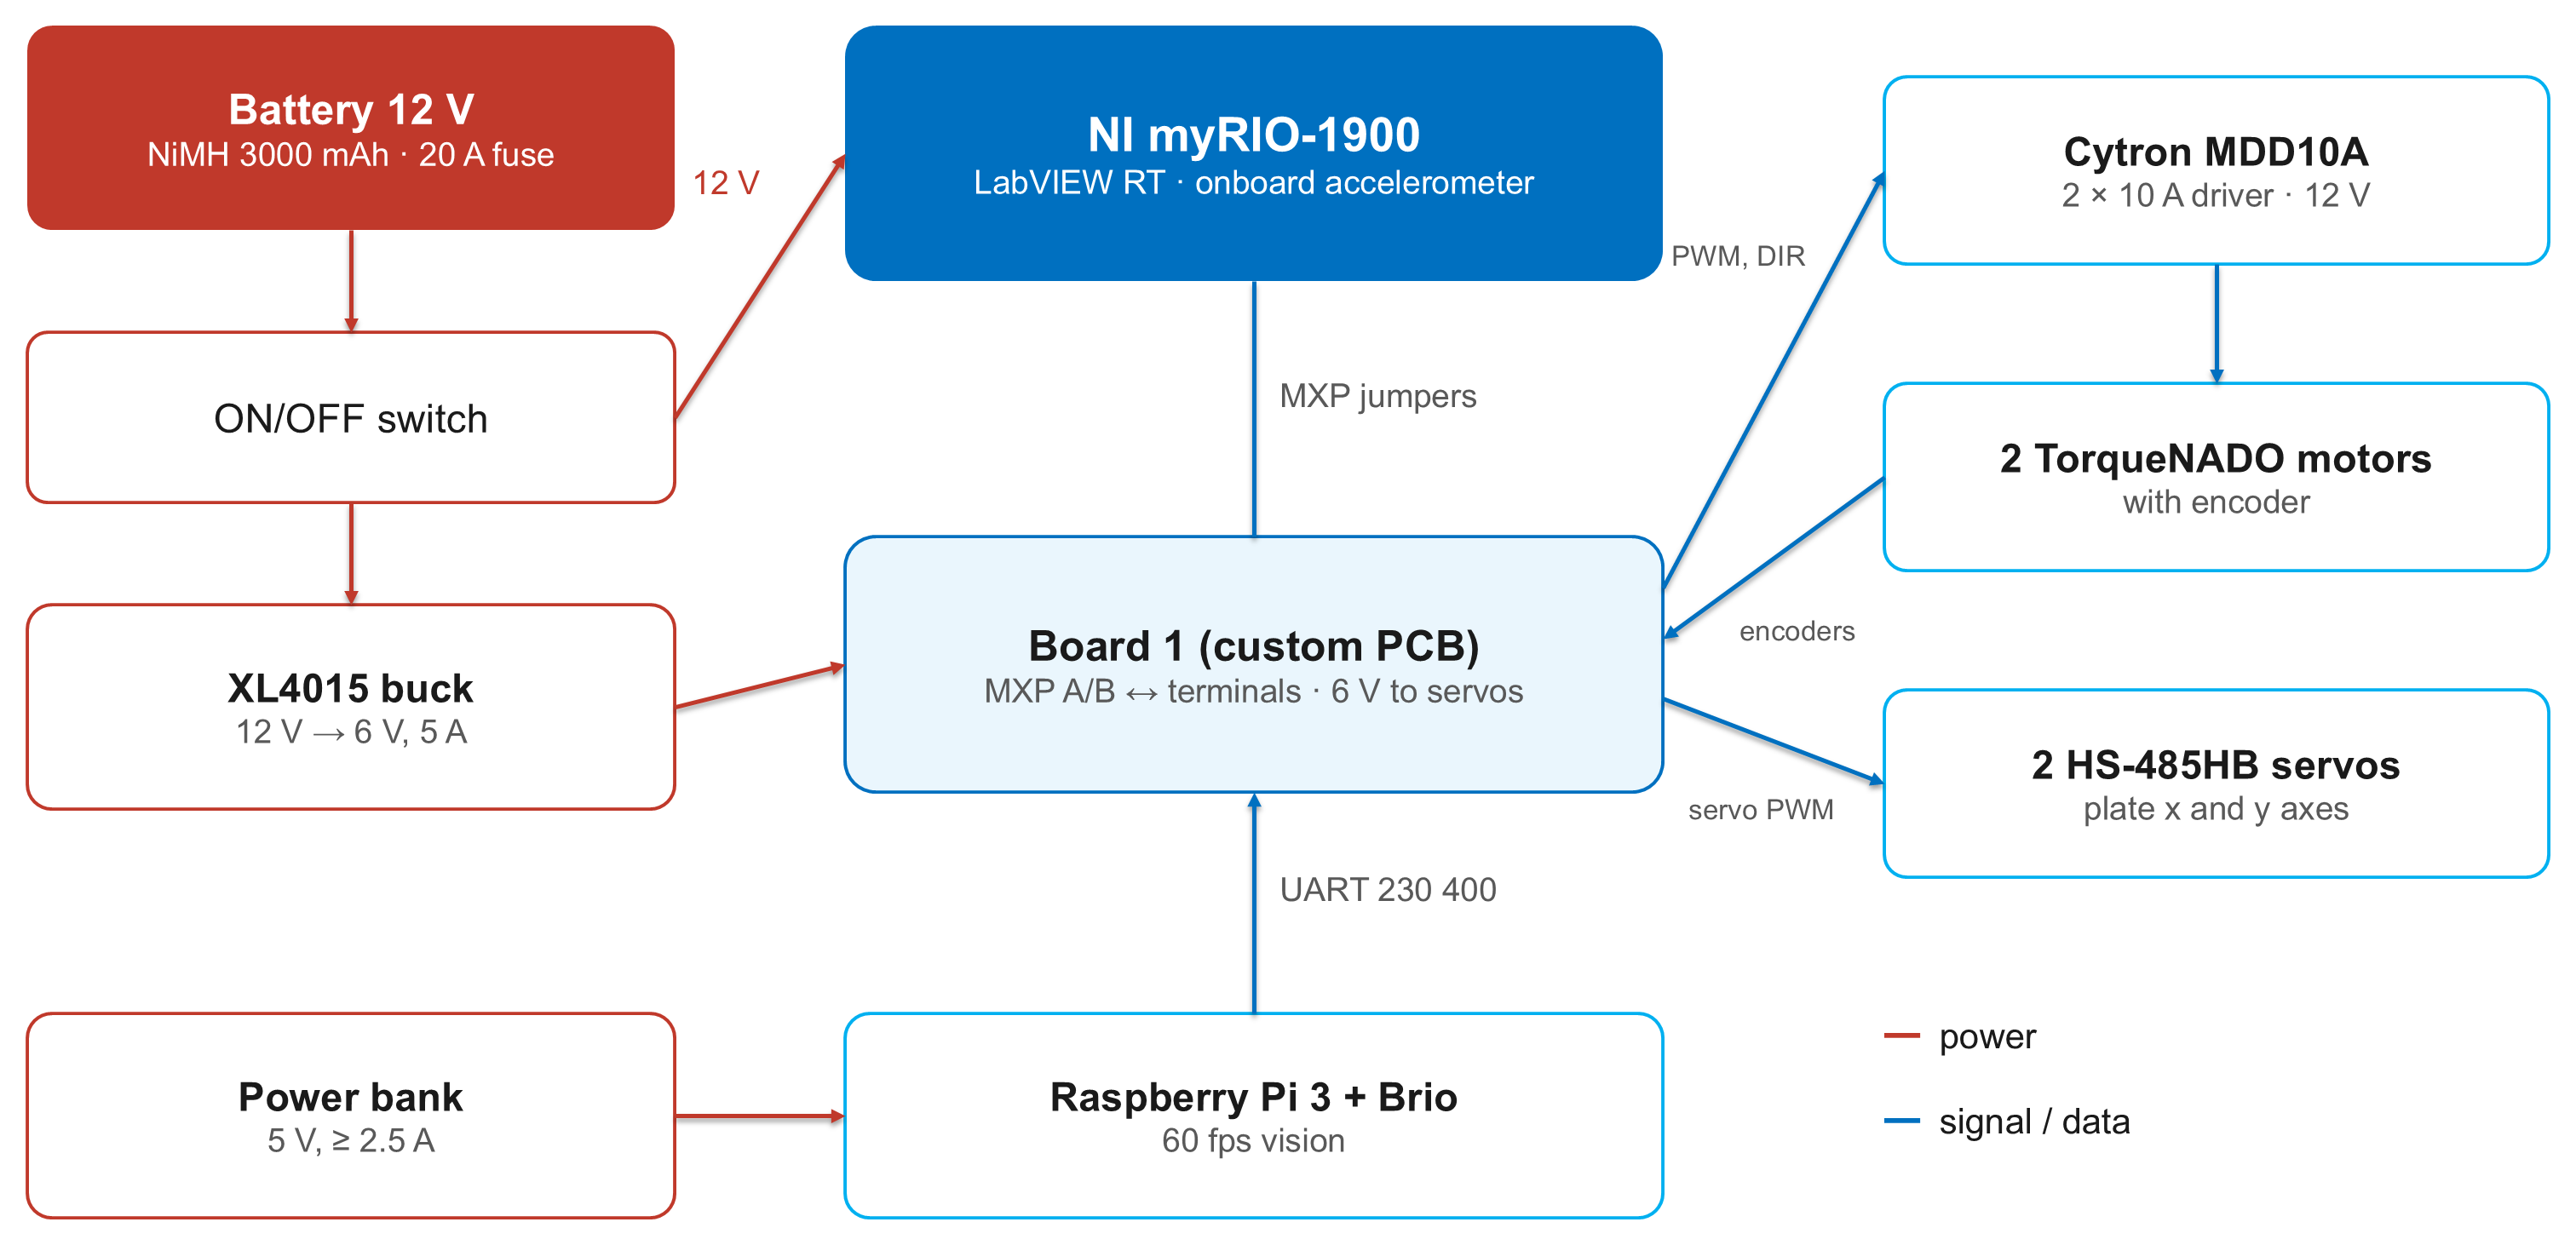 Battery 12 V
NiMH 3000 mAh · 20 A fuse
12 V
NI myRIO-1900
LabVIEW RT · onboard accelerometer
Cytron MDD10A
2 × 10 A driver · 12 V
PWM, DIR
ON/OFF switch
MXP jumpers
2 TorqueNADO motors
with encoder
XL4015 buck
12 V → 6 V, 5 A
Board 1 (custom PCB)
MXP A/B ↔ terminals · 6 V to servos
encoders
2 HS-485HB servos
plate x and y axes
servo PWM
UART 230 400
Power bank
5 V, ≥ 2.5 A
Raspberry Pi 3 + Brio
60 fps vision
power
signal / data